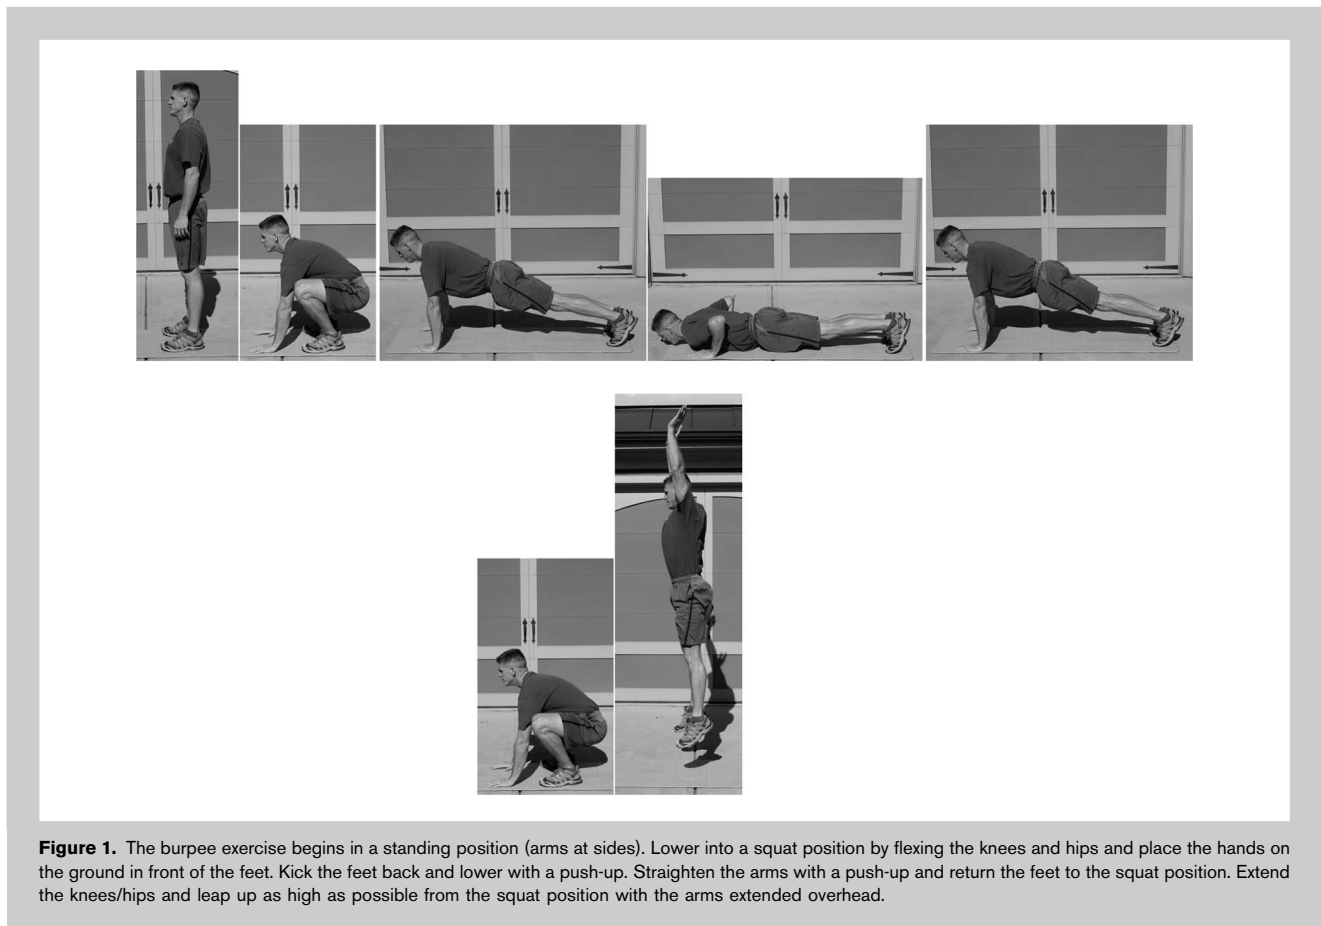 Figure 1. The burpee exercise begins in a standing position (arms at sides). Lower into a squat position by flexing the knees and hips and place the hands on
the ground in front of the feet. Kick the feet back and lower with a push-up. Straighten the arms with a push-up and return the feet to the squat position. Extend
the knees/hips and leap up as high as possible from the squat position with the arms extended overhead.